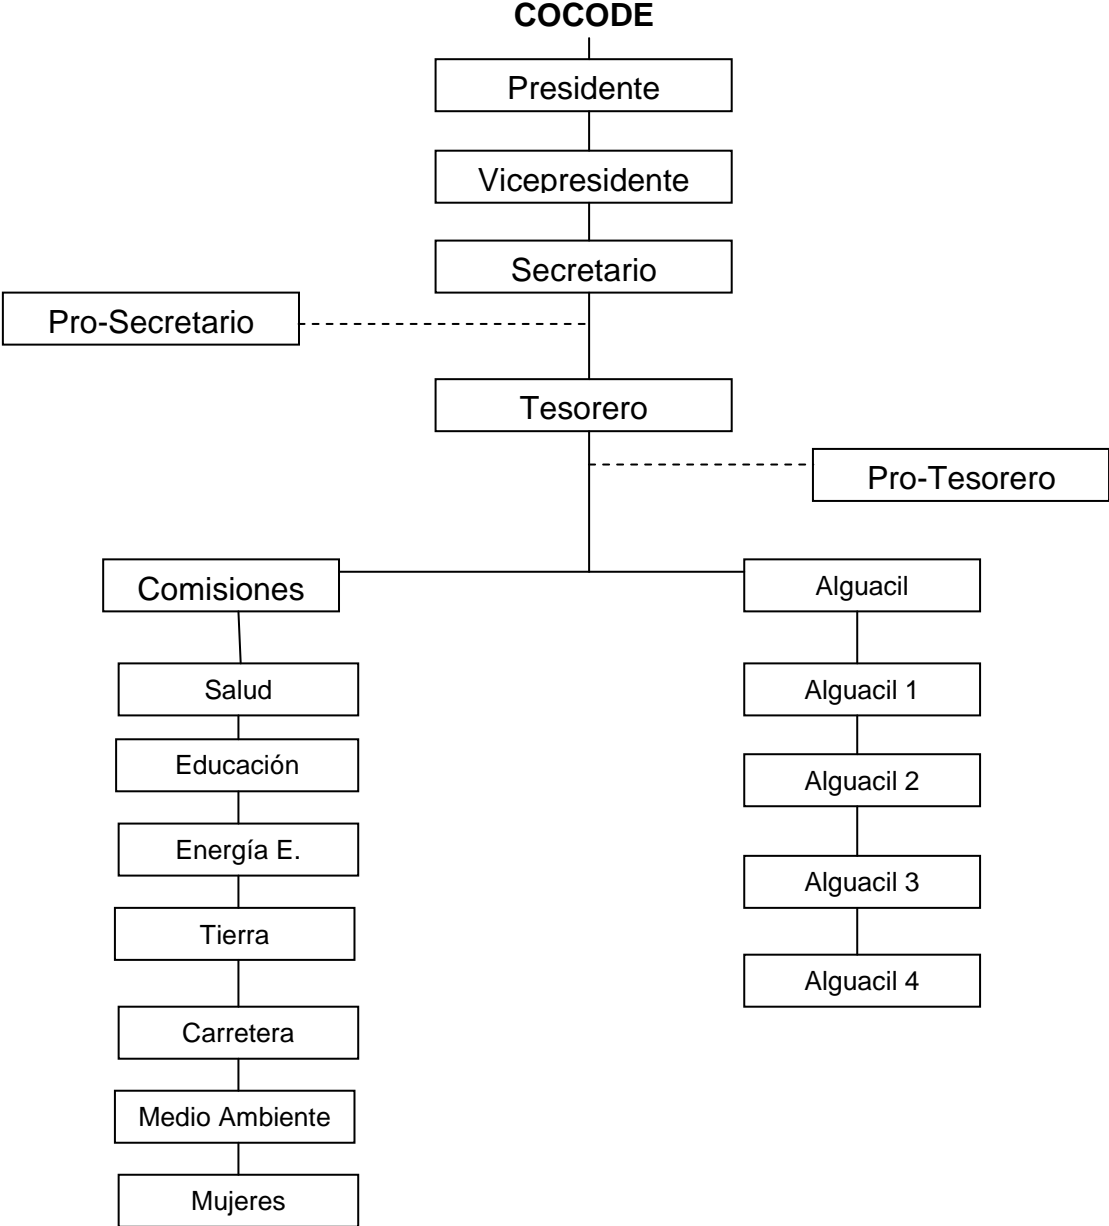 COCODE
Presidente
Vicepresidente
Secretario
Pro-Secretario
Tesorero
Pro-Tesorero
Comisiones
Alguacil
Salud
Alguacil 1
Educación
Alguacil 2
Energía E.
Alguacil 3
Tierra
Alguacil 4
Carretera
Medio Ambiente
Mujeres